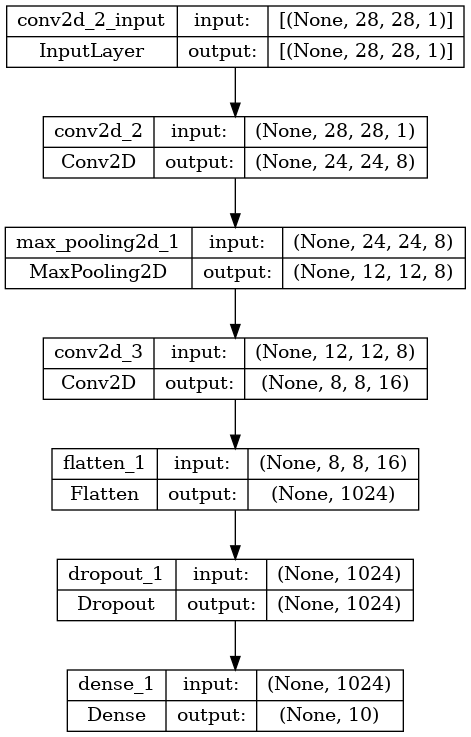 conv2d_2_input input: [(None, 28, 28, 1)]
InputLayer output: [(None, 28, 28, 1)]
conv2d_2 input: (None, 28, 28, 1)
Conv2D output: (None, 24, 24, 8)
max_pooling2d_1 input: (None, 24, 24, 8)
MaxPooling2D output: (None, 12, 12, 8)
conv2d_3 input: (None, 12, 12, 8)
Conv2D output: (None, 8, 8, 16)
flatten_1 input: (None, 8, 8, 16)
Flatten output: (None, 1024)
dropout_1 input: (None, 1024)
Dropout output: (None, 1024)
dense_1 input: (None, 1024)
Dense output: (None, 10)